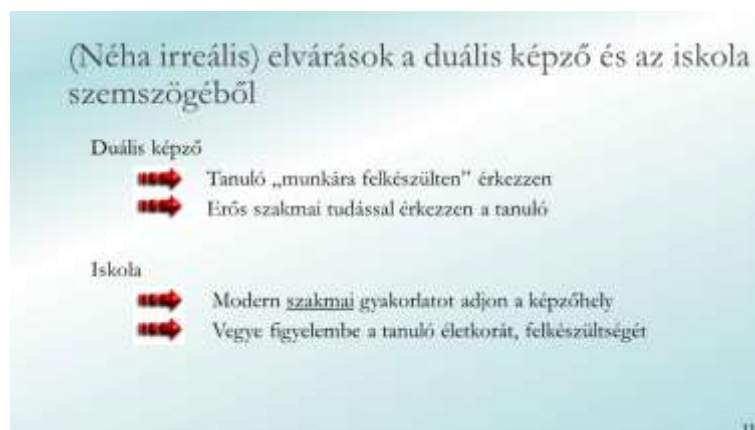 (Néha irreális) elvárások a duális képző és az iskola
szemszögéből
Duális képző
Tanuló „munkára felkészülten” érkezzen
Erős szakmai tudással érkezzen a tanuló
Iskola
Modern szakmai gyakorlatot adjon a képzőhely
Vegye figyelembe a tanuló életkorát, felkészültségét